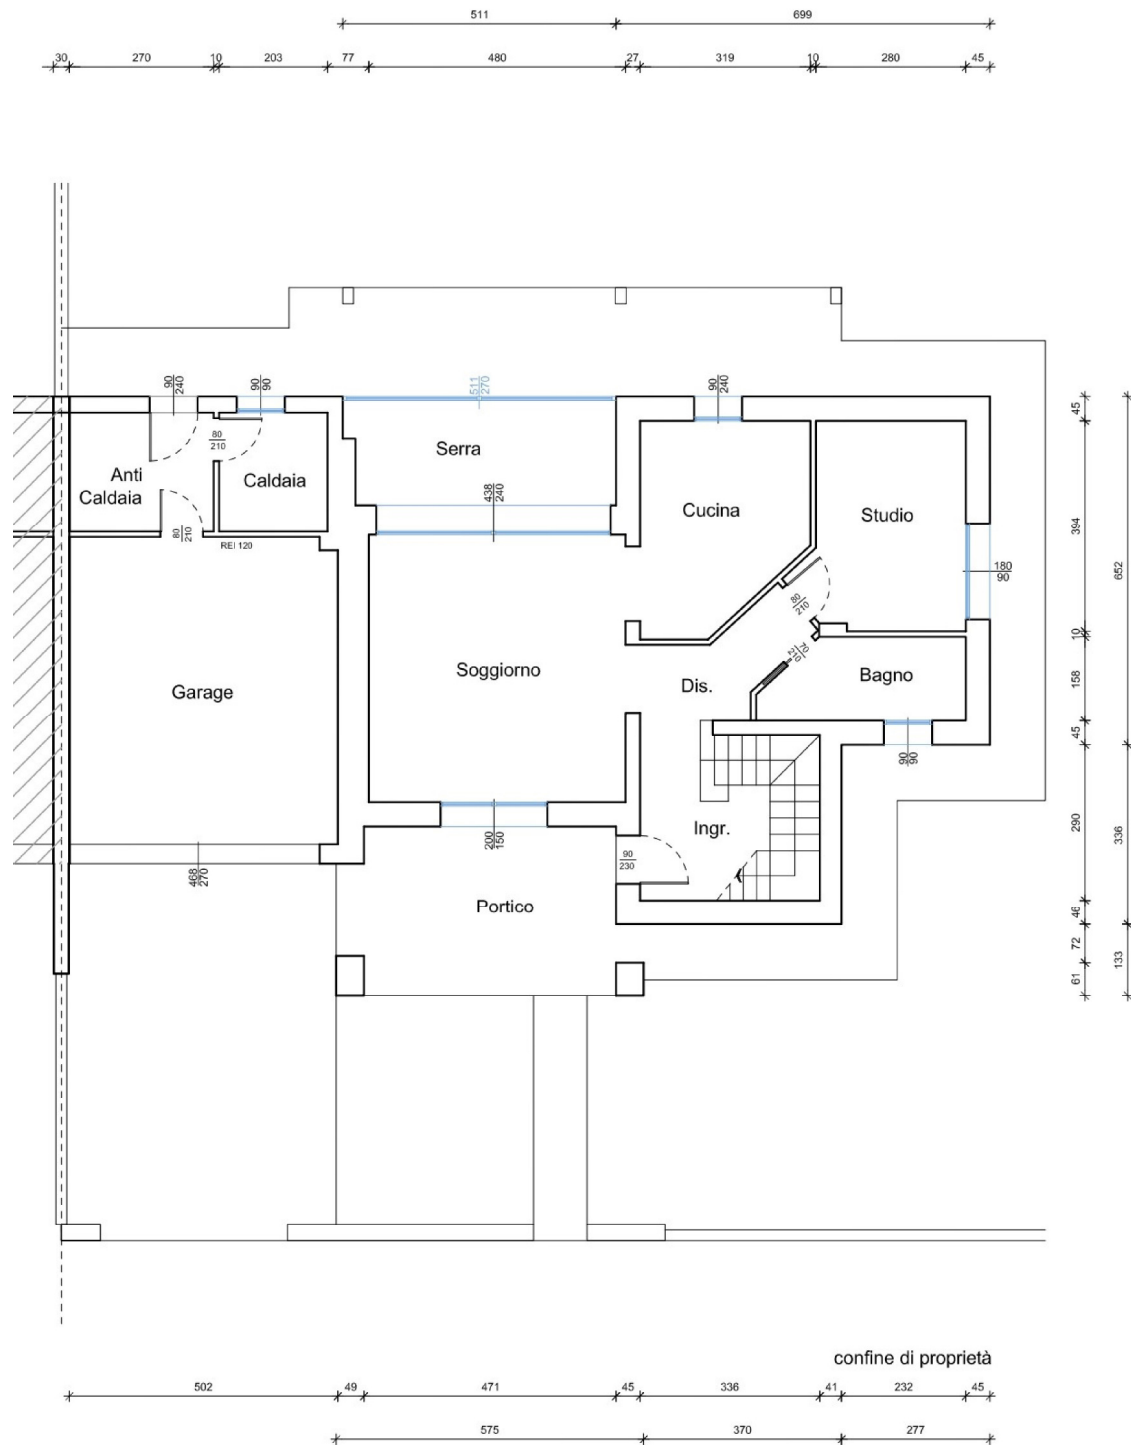 511 699
30 270 10 203 77 480 27 319 10 280 45
90
240
90
90
511
270
90
240
45
80
210
Anti
Caldaia
Caldaia
Serra
438
240
Cucina
Studio
394
80
210
REI 120
180
90
652
80
210
10
70
210
Garage
Soggiorno
Dis.
Bagno
158
45
90
90
Ingr.
290
336
200
150
90
230
468
270
Portico
46
72
133
61
confine di proprietà
502 49 471 45 336 41 232 45
575 370 277